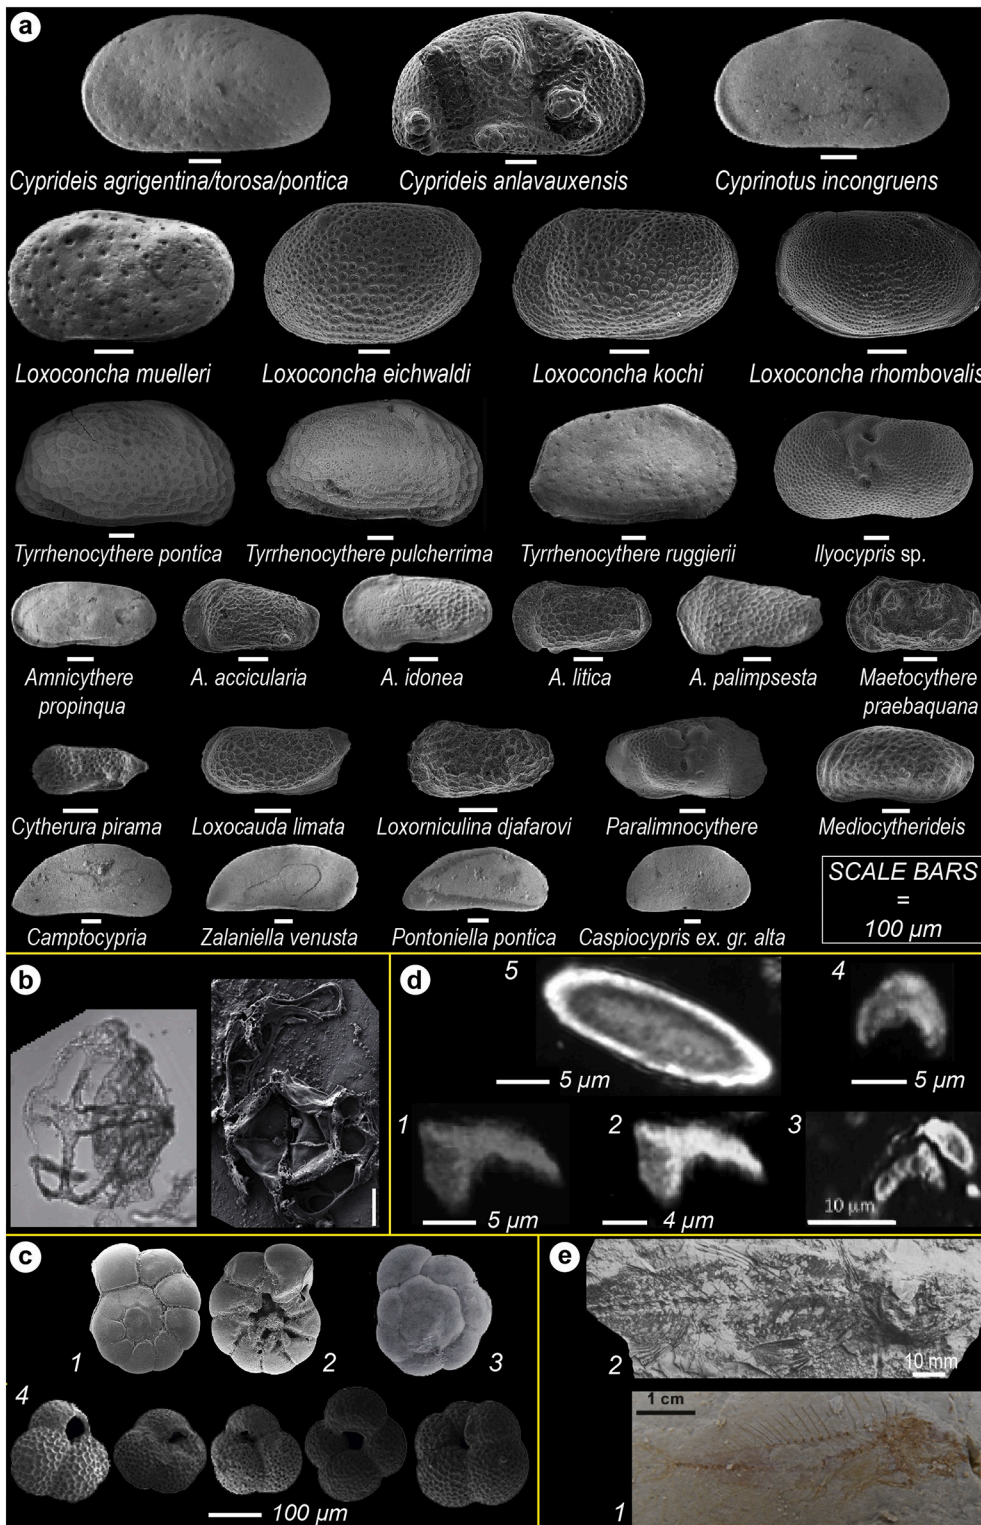 a
Cyprideis agrigentina/torosa/pontica
Cyprideis anlavauxensis
Cyprinotus incongruens
Loxoconcha muelleri
Loxoconcha eichwaldi
Loxoconcha kochi
Loxoconcha rhombovalis
Tyrrhenocythere pontica
Tyrrhenocythere pulcherrima
Tyrrhenocythere ruggierii
Ilyocypris sp.
Amnicythere
propinqua
A. accicularia
A. idonea
A. litica
A. palimpsesta
Maetocythere
praebaquana
Cytherura pirama
Loxocauda limata
Loxorniculina djafarovi
Paralimnocythere
Mediocytherideis
Camptocypria
Zalaniella venusta
Pontoniella pontica
Caspiocypris ex. gr. alta
SCALE BARS
=
100 µm
b
d
5
5 µm
4
5 µm
1
5 µm
2
4 µm
3
10 µm
c
1
2
3
4
100 µm
e
2
10 mm
1 cm
1